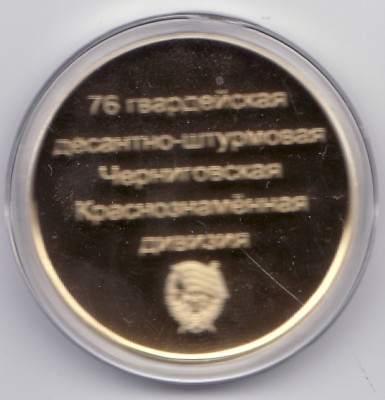 76 гвардейская
десантно-штурмовая
Черниговская
Краснознамённая
дивизия